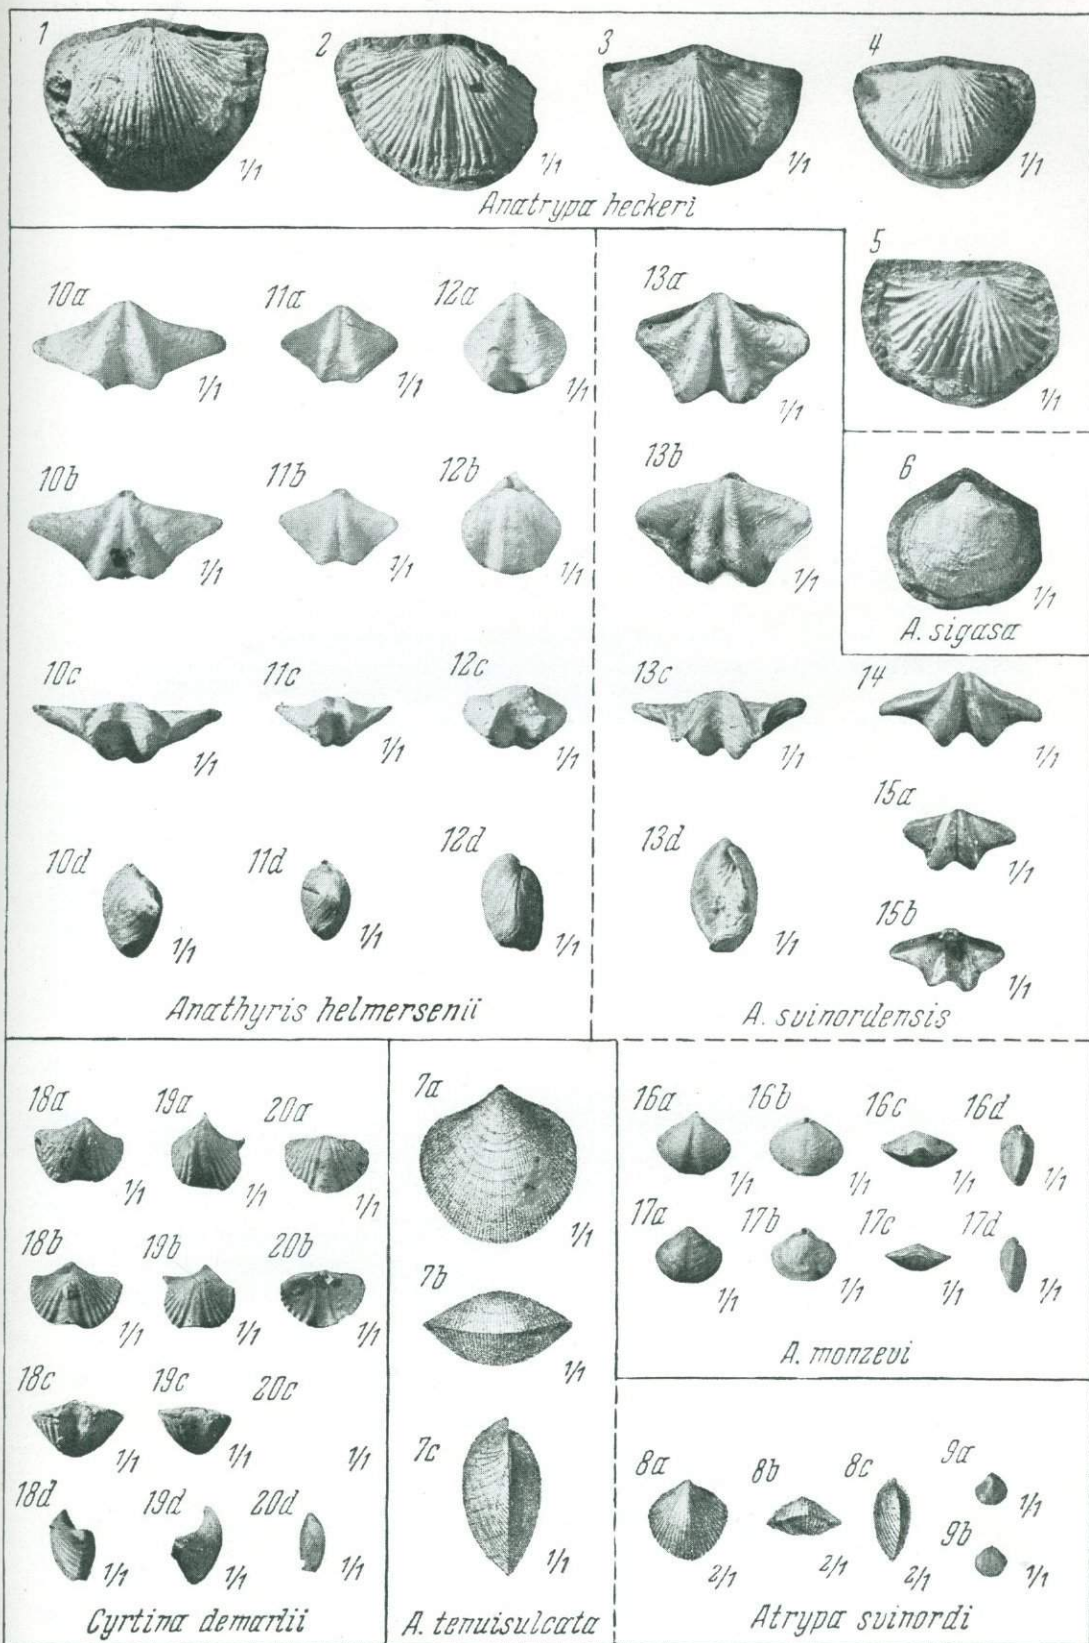 1 2 3 4
1/1 1/1 1/1 1/1
Anatrypa heckeri
5
1/1
10a 11a 12a 13a
1/1 1/1 1/1 1/1
10b 11b 12b 13b 6
1/1 1/1 1/1 1/1 1/1
A. sigasa
10c 11c 12c 13c 14
1/1 1/1 1/1 1/1 1/1
15a
1/1
10d 11d 12d 13d
15b
1/1 1/1 1/1 1/1 1/1
Anathyris helmersenii A. svinordensis
18a 19a 20a
1/1 1/1 1/1
18b 19b 20b
1/1 1/1 1/1
18c 19c 20c
1/1 1/1 1/1
18d 19d 20d
1/1 1/1 1/1
Cyrtina demarlii
7a
1/1
7b
1/1
7c
1/1
A. tenuisulcata
16a 16b 16c 16d
1/1 1/1 1/1 1/1
17a 17b 17c 17d
1/1 1/1 1/1 1/1
A. monzevi
8a 8b 8c 9a
1/1
9b
2/1 2/1 2/1 1/1
Atrypa svinordi